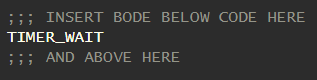 ;;; INSERT BODE BELOW CODE HERE
TIMER_WAIT
;;; AND ABOVE HERE